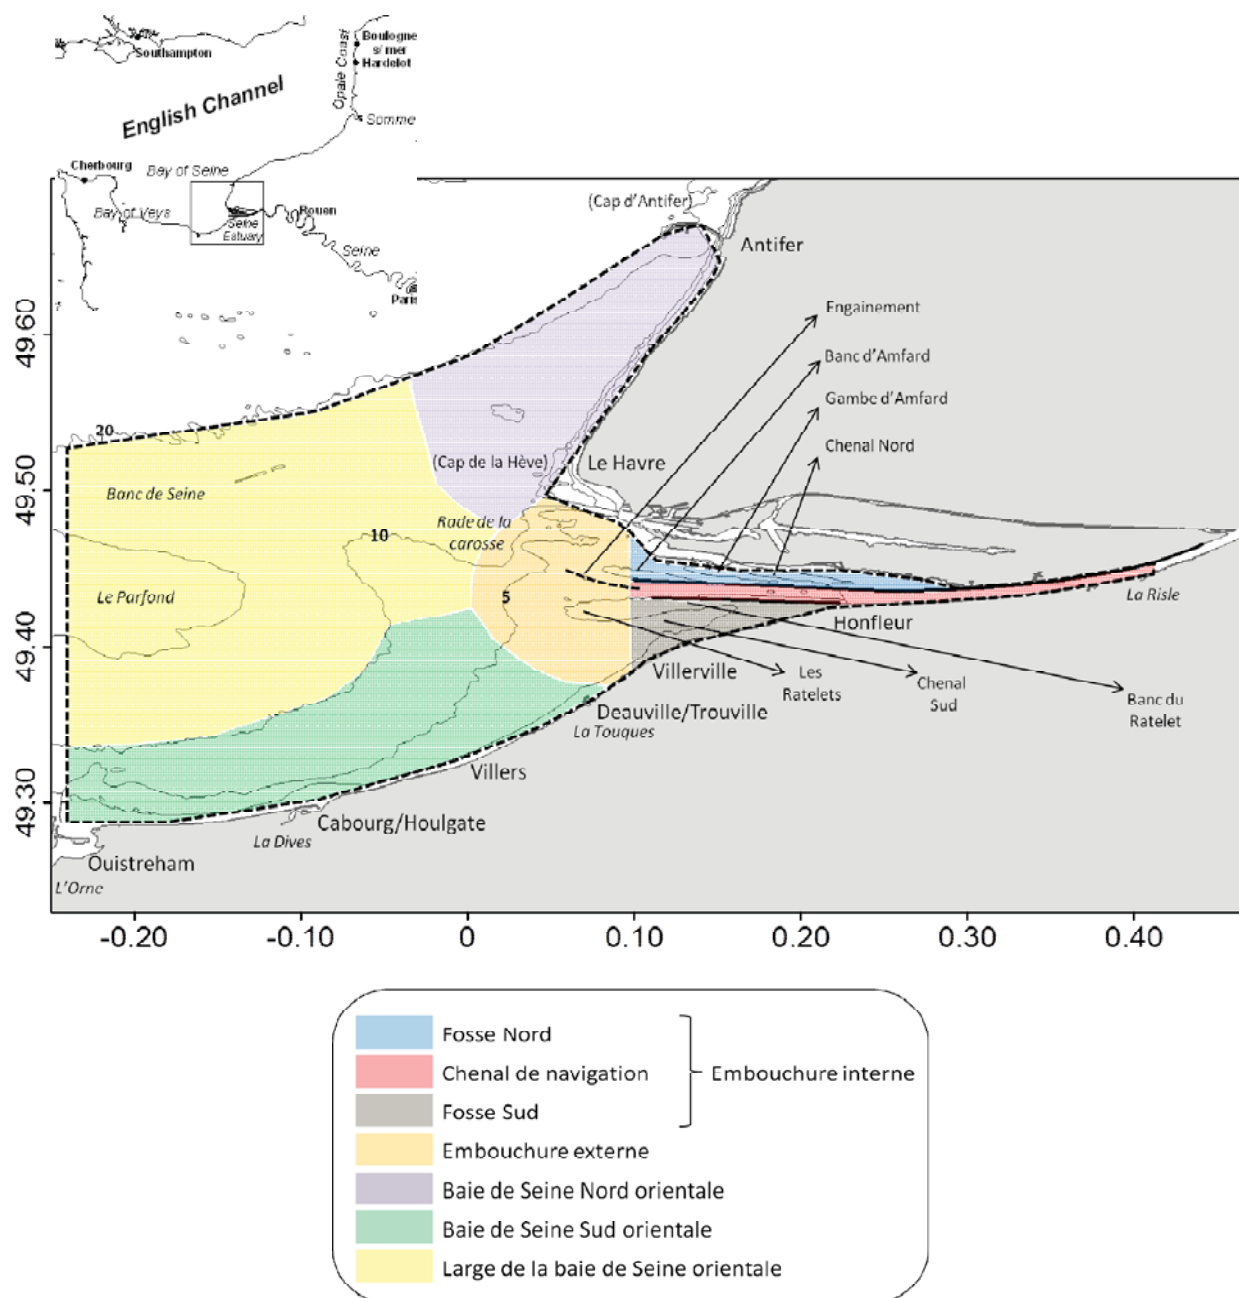 Southampton
Boulogne
s/mer
Hardelot
Opale Coast
English Channel
Somme
Cherbourg
Bay of Seine
Bay of Veys
Rouen
Seine
Estuary
Seine
Paris
(Cap d'Antifer)
Antifer
Engainement
Banc d'Amfard
Gambe d'Amfard
Chenal Nord
20
(Cap de la Hève)
Le Havre
Banc de Seine
Rade de la
carosse
10
Le Parfond
5
La Risle
Honfleur
Villerville
Les
Ratelets
Chenal
Sud
Banc du
Ratelet
Deauville/Trouville
La Touques
Villers
Cabourg/Houlgate
La Dives
Ouistreham
L'Orne
49.60
49.50
49.40
49.30
-0.20 -0.10 0 0.10 0.20 0.30 0.40
Fosse Nord
Chenal de navigation
Embouchure interne
Fosse Sud
Embouchure externe
Baie de Seine Nord orientale
Baie de Seine Sud orientale
Large de la baie de Seine orientale